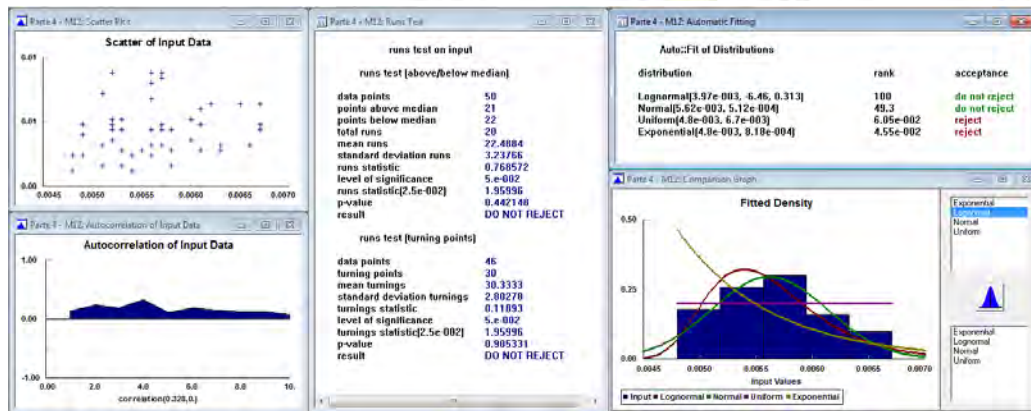 Parte 4 - M12: Scatter Plot
Scatter of Input Data
0.01
0.01
0.00
0.0045 0.0050 0.0055 0.0060 0.0065 0.0070
Parte 4 - M12: Autocorrelation of Input Data
Autocorrelation of Input Data
1.00
0.00
-1.00
0.00 2.0 4.0 6.0 8.0 10.
correlation(0.320,0.)
Parte 4 - M12: Runs Test
runs test on input
runs test (above/below median)
data points 50
points above median 21
points below median 22
total runs 20
mean runs 22.4884
standard deviation runs 3.23766
runs statistic 0.768572
level of significance 5.e-002
runs statistic(2.5e-002) 1.95996
p-value 0.442140
result DO NOT REJECT
runs test (turning points)
data points 46
turning points 30
mean turnings 30.3333
standard deviation turnings 2.80278
turnings statistic 0.11893
level of significance 5.e-002
turnings statistic(2.5e-002) 1.95996
p-value 0.905331
result DO NOT REJECT
Parte 4 - M12: Automatic Fitting
Auto::Fit of Distributions
distribution rank acceptance
Lognormal(3.97e-003, -6.46, 0.313) 100 do not reject
Normal(5.62e-003, 5.12e-004) 49.3 do not reject
Uniform(4.8e-003, 6.7e-003) 6.05e-002 reject
Exponential(4.8e-003, 8.18e-004) 4.55e-002 reject
Parte 4 - M12: Comparison Graph
Fitted Density
0.50
0.25
0.00
0.0045 0.0050 0.0055 0.0060 0.0065 0.0070
Input Values
Input Lognormal Normal Uniform Exponential
Exponential
Lognormal
Normal
Uniform
Exponential
Lognormal
Normal
Uniform